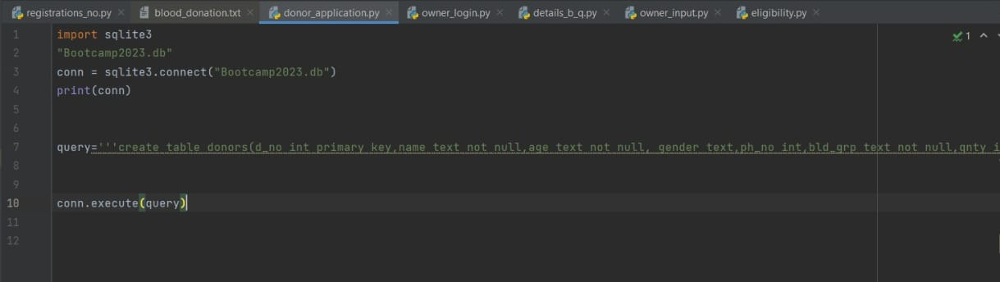 registrations_no.py blood_donation.txt donor_application.py owner_login.py details_b_q.py owner_input.py eligibility.py
1 import sqlite3
2 "Bootcamp2023.db"
3 conn = sqlite3.connect("Bootcamp2023.db")
4 print(conn)
5
6
7 query='''create table donors(d_no int primary key,name text not null,age text not null, gender text,ph_no int,bld_grp text not null,qnty i
8
9
10 conn.execute(query)
11
12
1